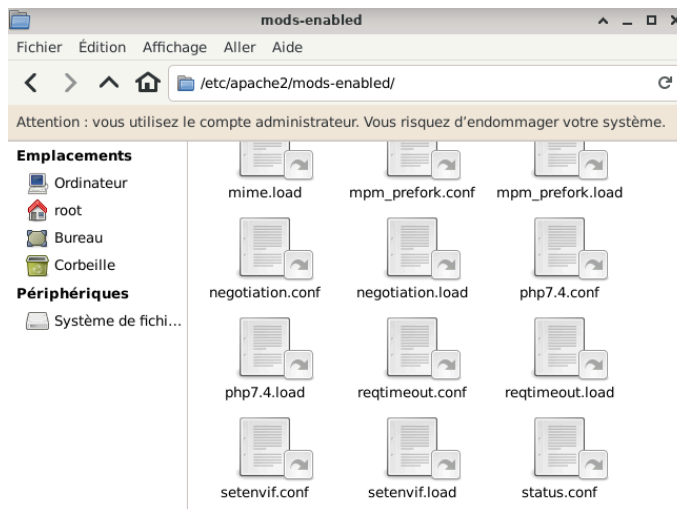 mods-enabled
Fichier Édition Affichage Aller Aide
/etc/apache2/mods-enabled/
Attention : vous utilisez le compte administrateur. Vous risquez d’endommager votre système.
Emplacements
Ordinateur
root
Bureau
Corbeille
Périphériques
Système de fichi...
mime.load mpm_prefork.conf mpm_prefork.load
negotiation.conf negotiation.load php7.4.conf
php7.4.load reqtimeout.conf reqtimeout.load
setenvif.conf setenvif.load status.conf